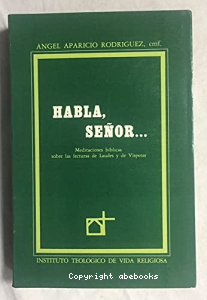 ANGEL APARICIO RODRIGUEZ, cmf.
HABLA,
SEÑOR...
Meditaciones bíblicas
sobre las lecturas de Laudes y de Vísperas
INSTITUTO TEOLOGICO DE VIDA RELIGIOSA
Copyright abebooks